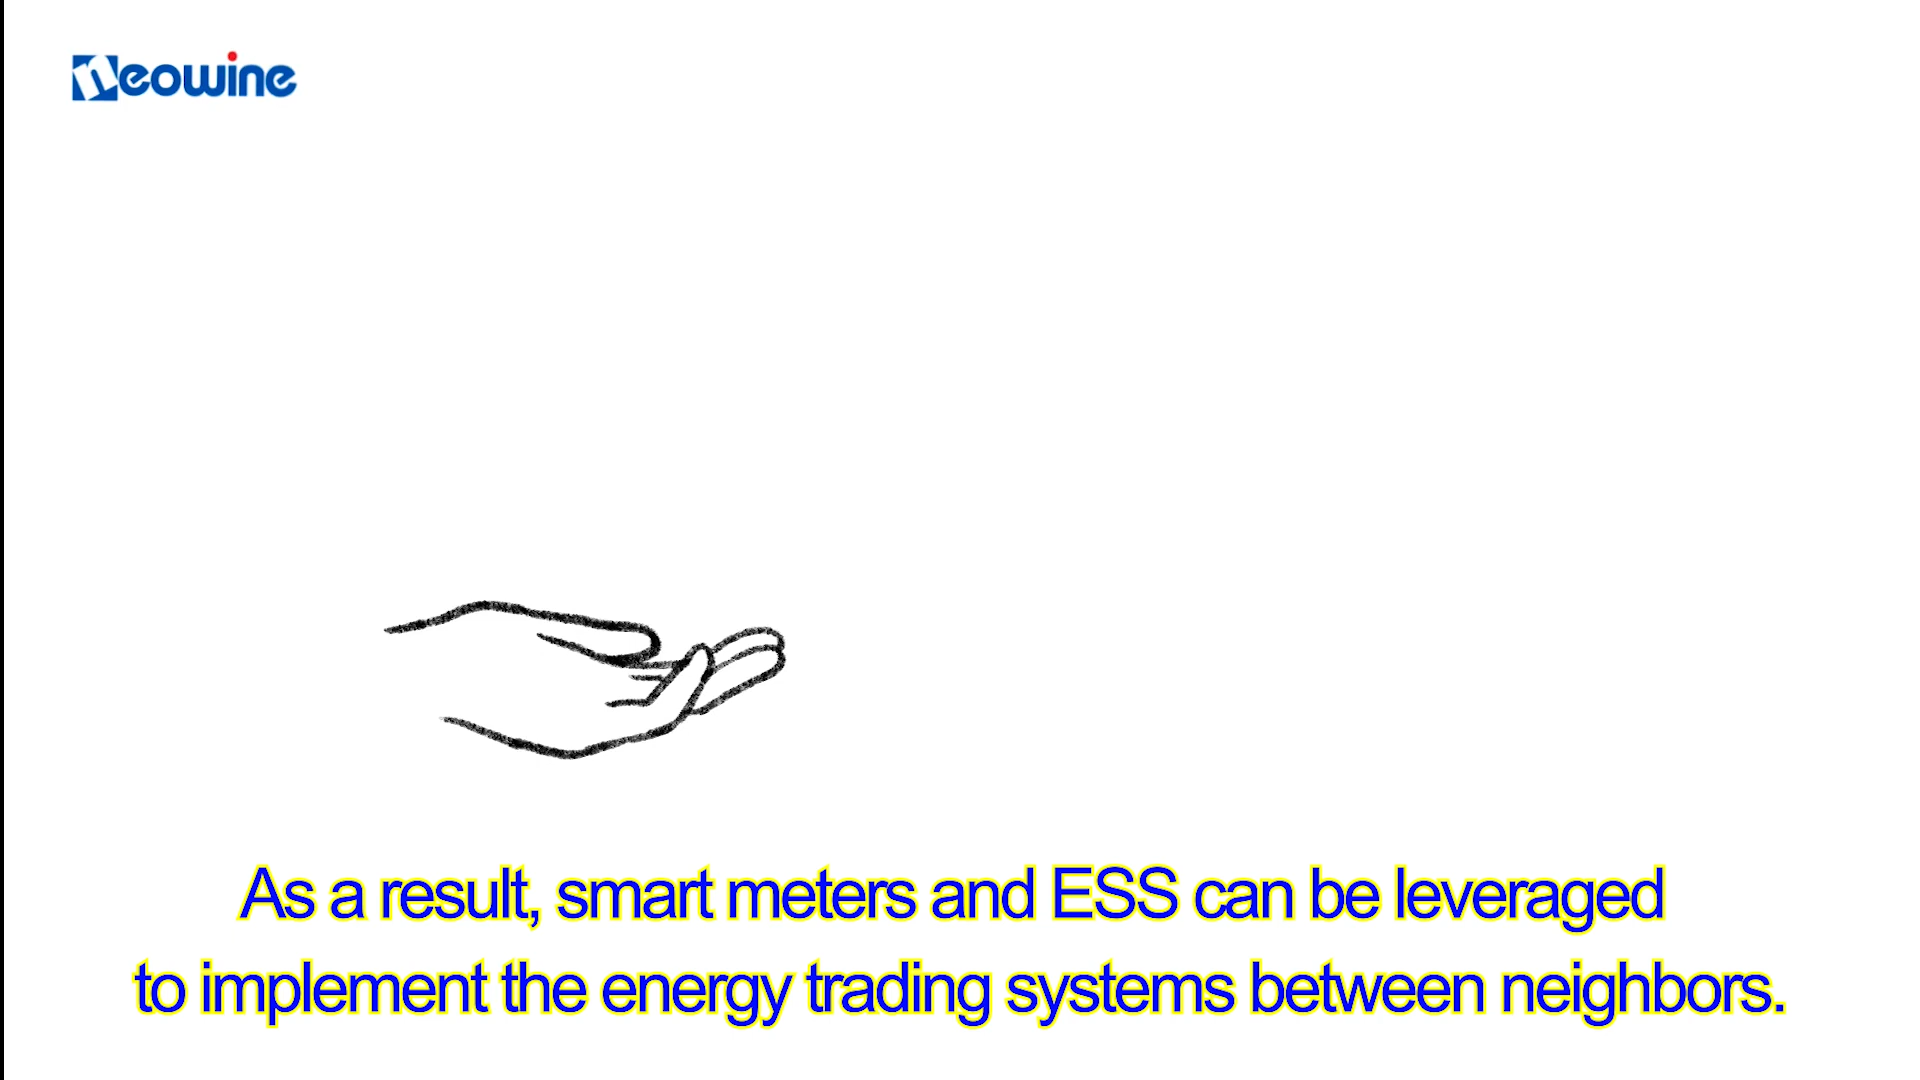 neowine
As a result, smart meters and ESS can be leveraged
to implement the energy trading systems between neighbors.